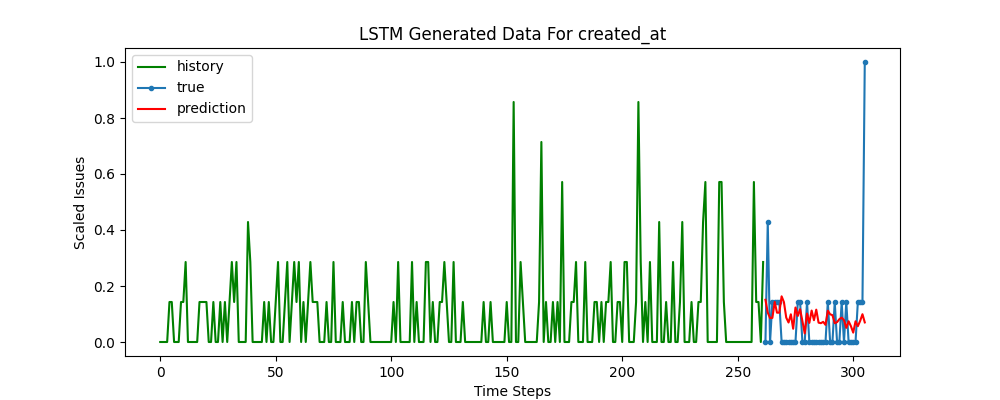 LSTM Generated Data For created_at
history
true
prediction
Scaled Issues
1.0
0.8
0.6
0.4
0.2
0.0
0 50 100 150 200 250 300
Time Steps